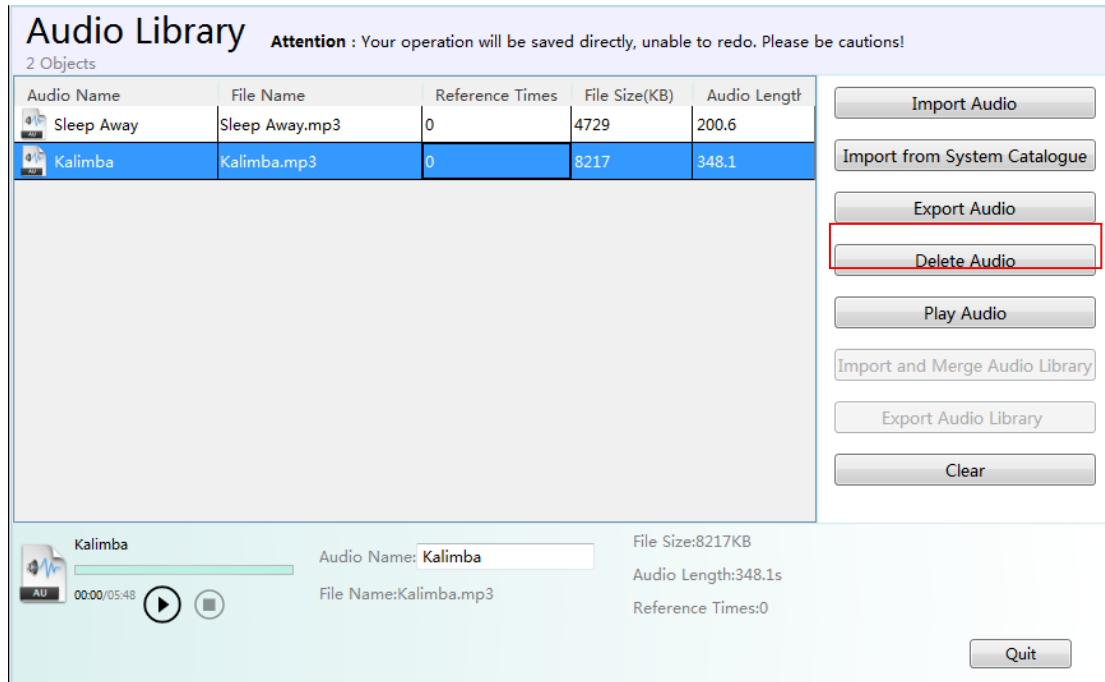 Audio Library Attention : Your operation will be saved directly, unable to redo. Please be cautions!
2 Objects
Audio Name File Name Reference Times File Size(KB) Audio Length
Sleep Away Sleep Away.mp3 0 4729 200.6
Kalimba Kalimba.mp3 0 8217 348.1
Import Audio
Import from System Catalogue
Export Audio
Delete Audio
Play Audio
Import and Merge Audio Library
Export Audio Library
Clear
Kalimba
AU 00:00/05:48
Audio Name: Kalimba
File Name:Kalimba.mp3
File Size:8217KB
Audio Length:348.1s
Reference Times:0
Quit